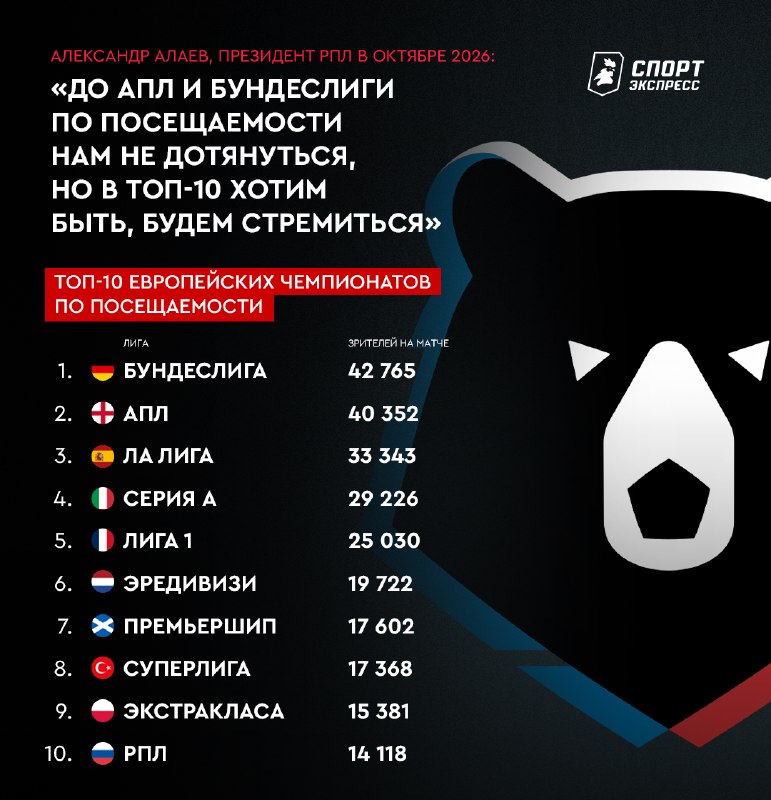 АЛЕКСАНДР АЛАЕВ, ПРЕЗИДЕНТ РПЛ В ОКТЯБРЕ 2026:
СПОРТ
ЭКСПРЕСС
«ДО АПЛ И БУНДЕСЛИГИ
ПО ПОСЕЩАЕМОСТИ
НАМ НЕ ДОТЯНУТЬСЯ,
НО В ТОП-10 ХОТИМ
БЫТЬ, БУДЕМ СТРЕМИТЬСЯ»
ТОП-10 ЕВРОПЕЙСКИХ ЧЕМПИОНАТОВ
ПО ПОСЕЩАЕМОСТИ
ЛИГА ЗРИТЕЛЕЙ НА МАТЧЕ
1. БУНДЕСЛИГА 42 765
2. АПЛ 40 352
3. ЛА ЛИГА 33 343
4. СЕРИЯ А 29 226
5. ЛИГА 1 25 030
6. ЭРЕДИВИЗИ 19 722
7. ПРЕМЬЕРШИП 17 602
8. СУПЕРЛИГА 17 368
9. ЭКСТРАКЛАСА 15 381
10. РПЛ 14 118